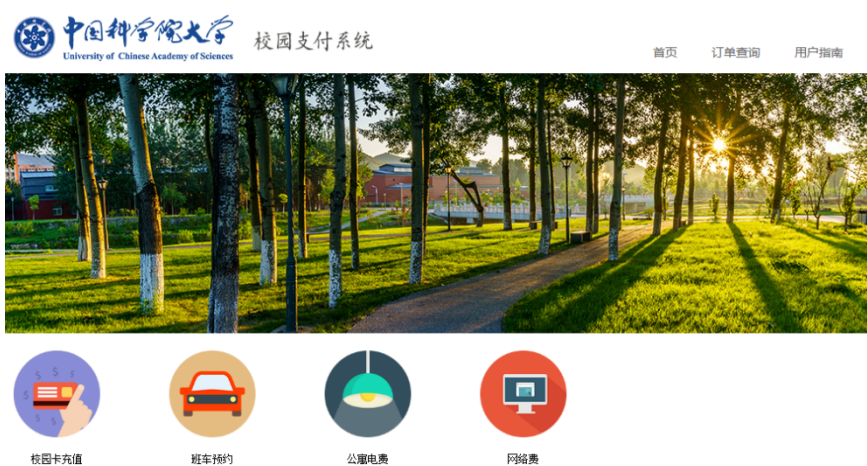 中国科学院大学
University of Chinese Academy of Sciences
校园支付系统
首页 订单查询 用户指南
校园卡充值 班车预约 公寓电费 网络费